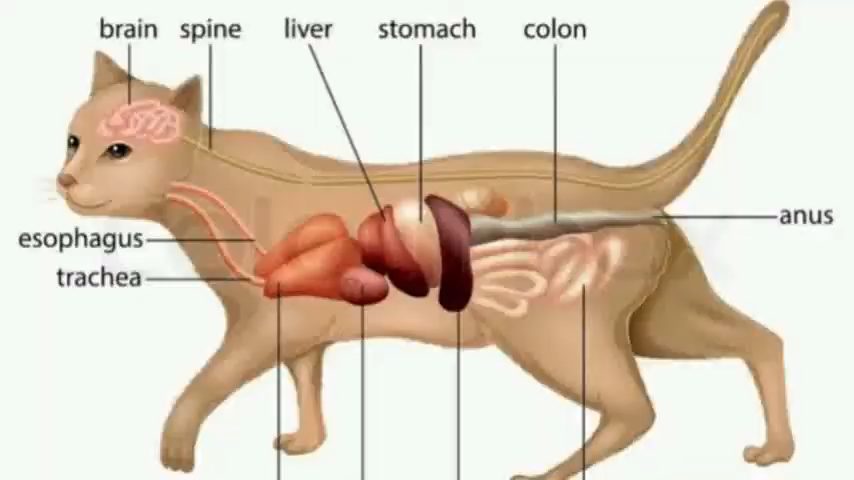 brain spine liver stomach colon
anus
esophagus
trachea